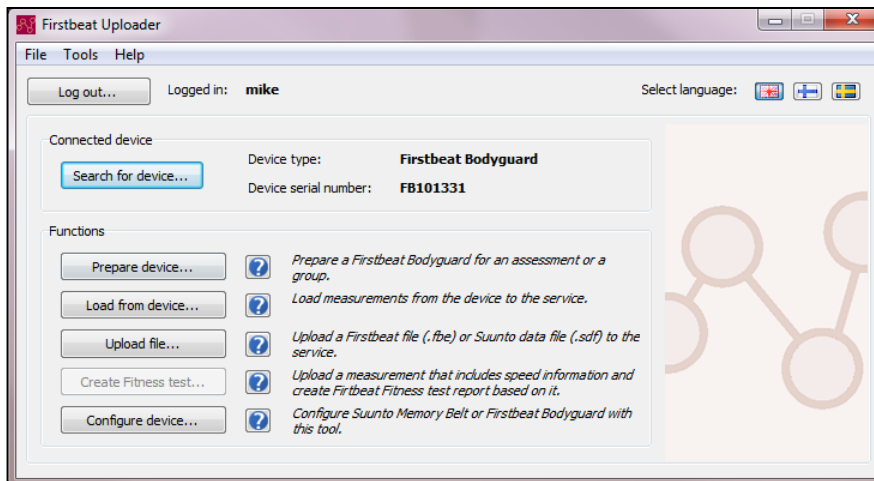 Firstbeat Uploader
File Tools Help
Log out... Logged in: mike Select language:
Connected device
Search for device... Device type: Firstbeat Bodyguard
Device serial number: FB101331
Functions
Prepare device... ? Prepare a Firstbeat Bodyguard for an assessment or a
group.
Load from device... ? Load measurements from the device to the service.
Upload file... ? Upload a Firstbeat file (.fbe) or Suunto data file (.sdf) to the
service.
Create Fitness test... ? Upload a measurement that includes speed information and
create Firtbeat Fitness test report based on it.
Configure device... ? Configure Suunto Memory Belt or Firstbeat Bodyguard with
this tool.